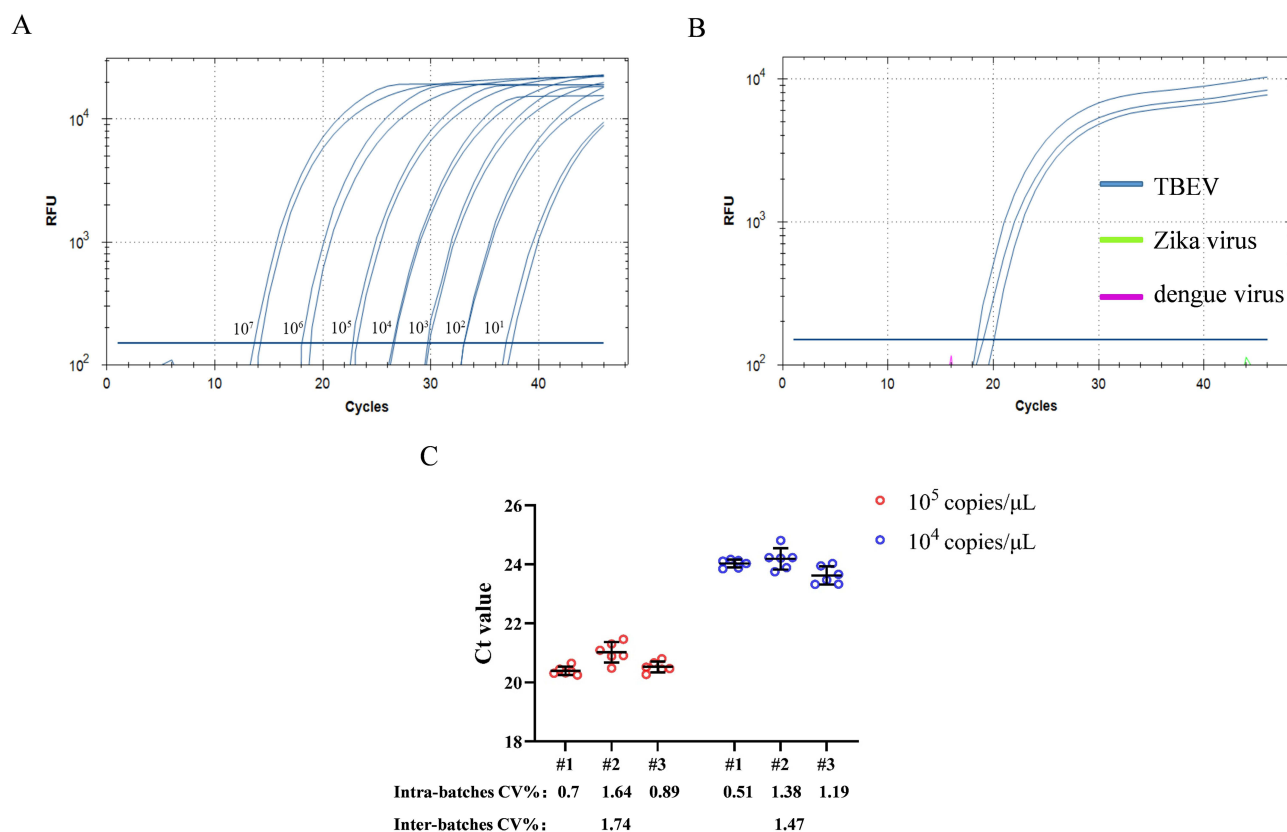 A
B
10⁴
10³
10²
RFU
10⁷
10⁶
10⁵
10⁴
10³
10²
10¹
0
10
20
30
40
Cycles
10⁴
10³
10²
RFU
TBEV
Zika virus
dengue virus
0
10
20
30
40
Cycles
C
26
24
22
20
18
Ct value
10⁵ copies/μL
10⁴ copies/μL
#1 #2 #3 #1 #2 #3
Intra-batches CV%: 0.7 1.64 0.89 0.51 1.38 1.19
Inter-batches CV%: 1.74 1.47